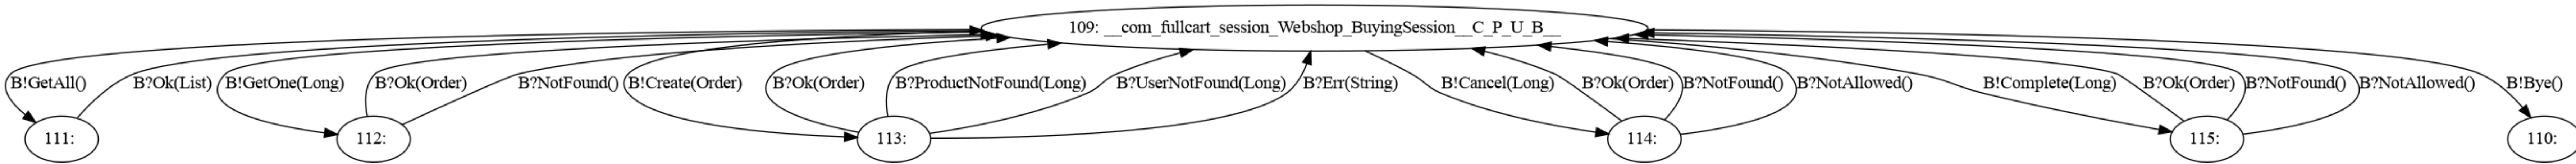 109: __com_fullcart_session_Webshop_BuyingSession__C_P_U_B__
B!GetAll()
B?Ok(List)
B!GetOne(Long)
B?Ok(Order)
B?NotFound()
B!Create(Order)
B?Ok(Order)
B?ProductNotFound(Long)
B?UserNotFound(Long)
B?Err(String)
B!Cancel(Long)
B?Ok(Order)
B?NotFound()
B?NotAllowed()
B!Complete(Long)
B?Ok(Order)
B?NotFound()
B?NotAllowed()
B!Bye()
111:
112:
113:
114:
115:
110: